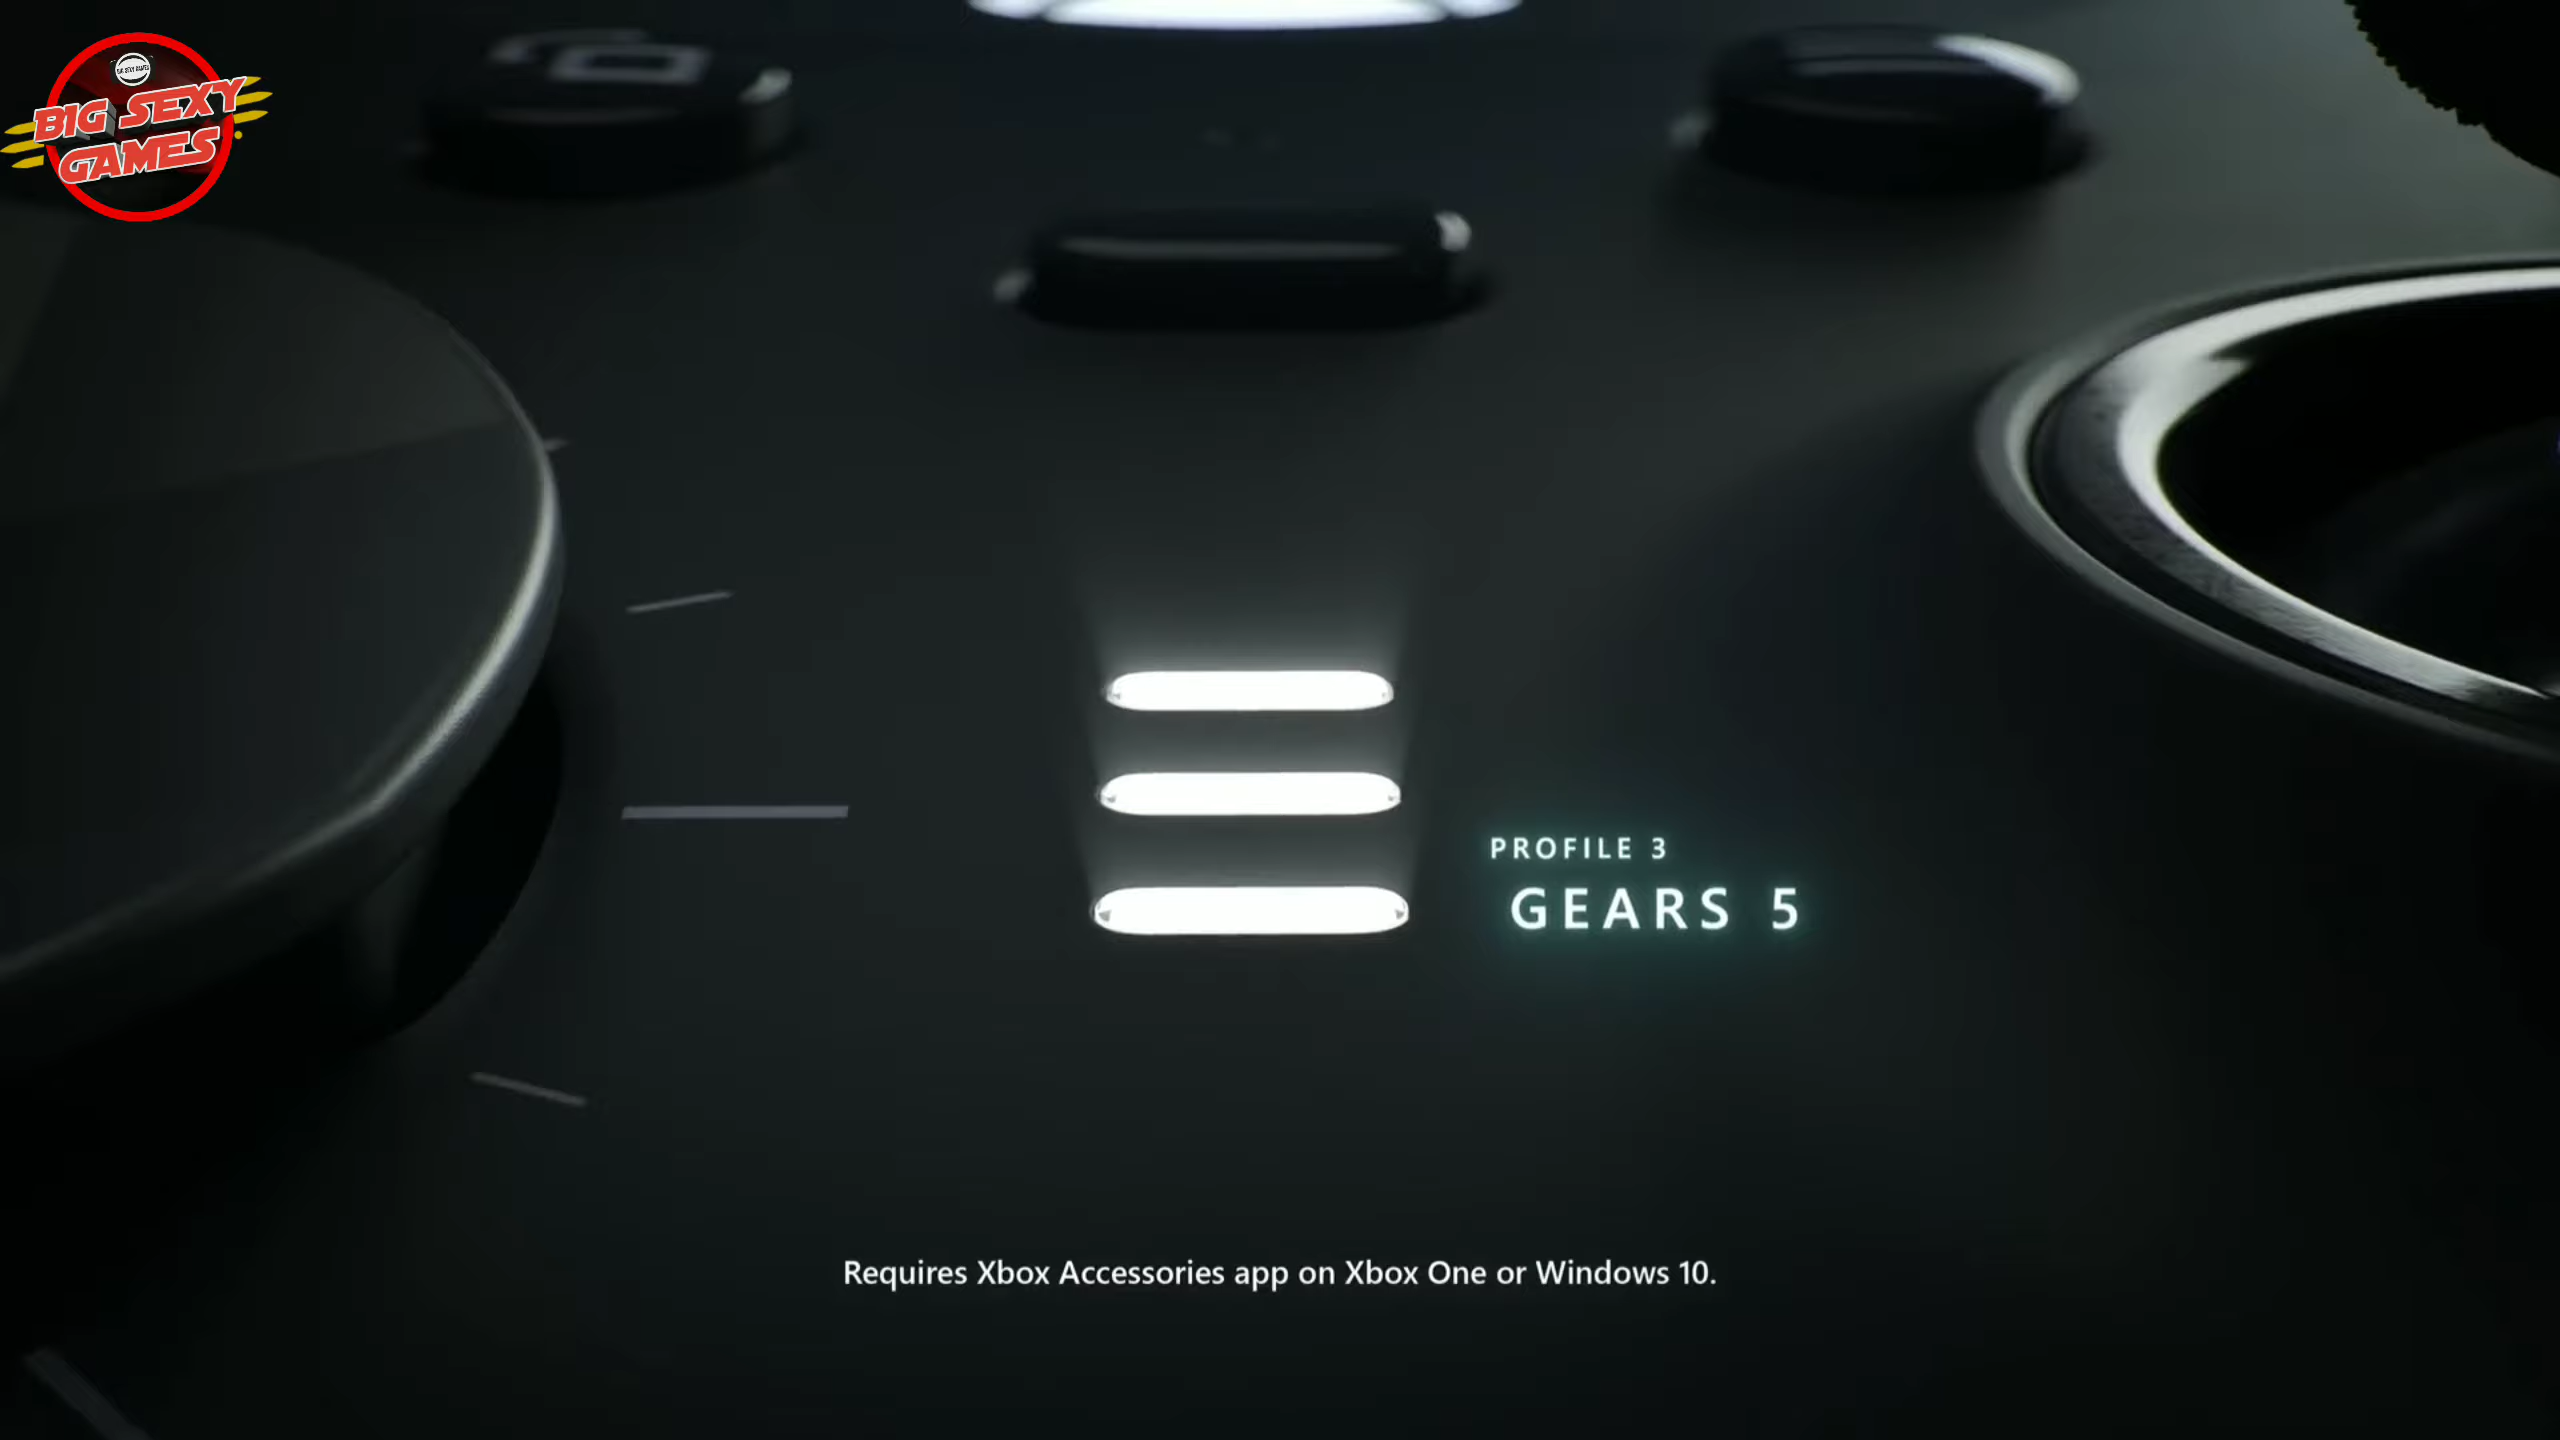 BIG SEXY
GAMES
PROFILE 3
GEARS 5
Requires Xbox Accessories app on Xbox One or Windows 10.